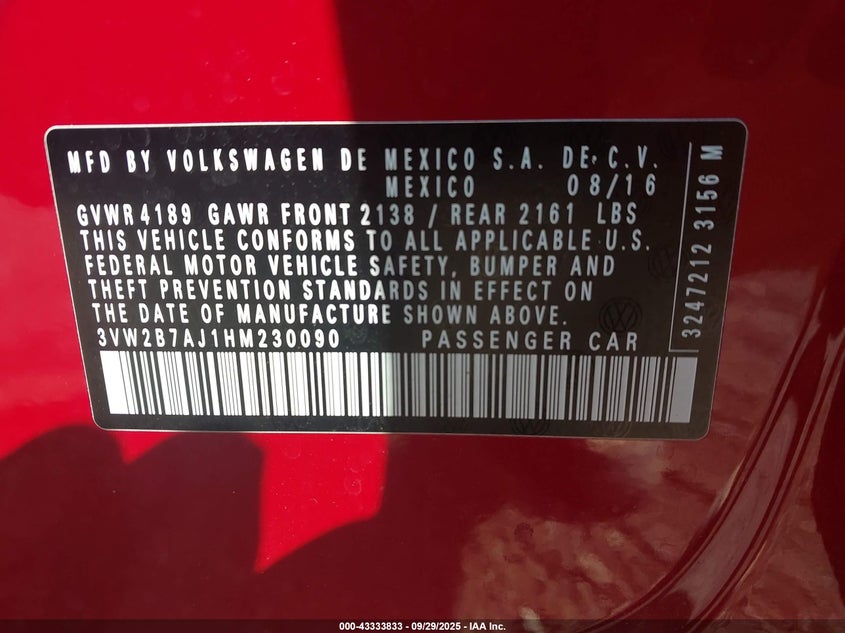 MFD BY VOLKSWAGEN DE MEXICO S.A. DE C.V.
MEXICO 08/16
GVWR 4189 GAWR FRONT 2138 / REAR 2161 LBS
THIS VEHICLE CONFORMS TO ALL APPLICABLE U.S.
FEDERAL MOTOR VEHICLE SAFETY, BUMPER AND
THEFT PREVENTION STANDARDS IN EFFECT ON
THE DATE OF MANUFACTURE SHOWN ABOVE.
3VW2B7AJ1HM230090 PASSENGER CAR
3247212 3156 M
000-43333833 - 09/29/2025 - IAA Inc.